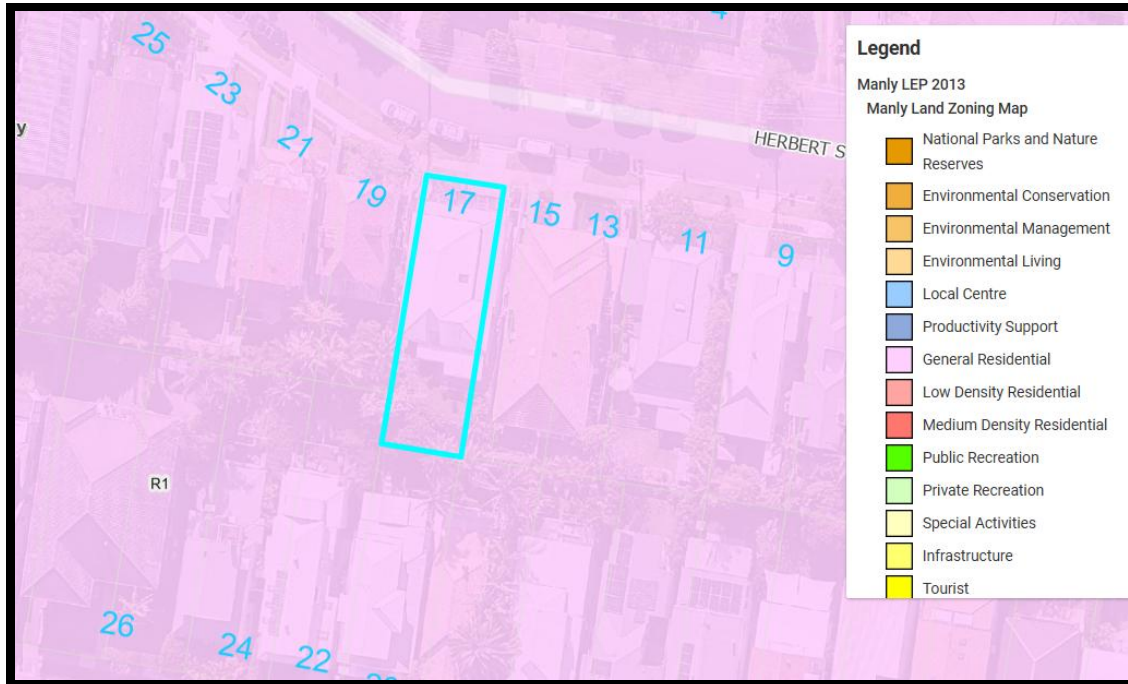 25
23
21
19
17
15
13
11
9
HERBERT S
y
R1
26
24
22
Legend
Manly LEP 2013
Manly Land Zoning Map
National Parks and Nature
Reserves
Environmental Conservation
Environmental Management
Environmental Living
Local Centre
Productivity Support
General Residential
Low Density Residential
Medium Density Residential
Public Recreation
Private Recreation
Special Activities
Infrastructure
Tourist